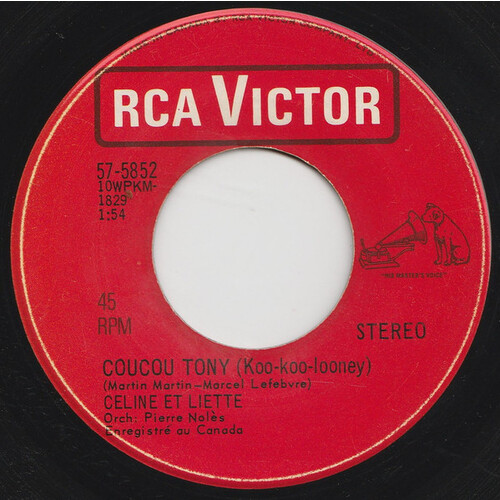 RCA VICTOR
57-5852
10WPKM-
1829
1:54
"HIS MASTER'S VOICE"
45
RPM
STEREO
COUCOU TONY (Koo-koo-looney)
(Martin Martin-Marcel Lefebvre)
CELINE ET LIETTE
Orch: Pierre Nolès
Enregistré au Canada